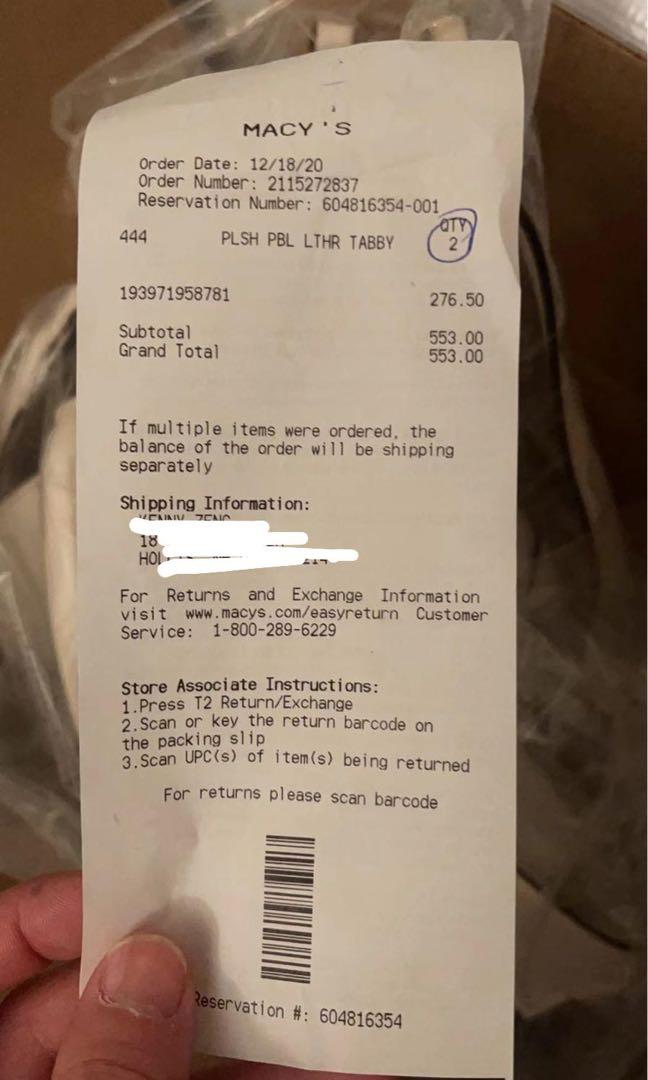 MACY'S
Order Date: 12/18/20
Order Number: 2115272837
Reservation Number: 604816354-001
QTY
444 PLSH PBL LTHR TABBY 2
193971958781 276.50
Subtotal 553.00
Grand Total 553.00
If multiple items were ordered, the
balance of the order will be shipping
separately
Shipping Information:
18
HOL
For Returns and Exchange Information
visit www.macys.com/easyreturn Customer
Service: 1-800-289-6229
Store Associate Instructions:
1.Press T2 Return/Exchange
2.Scan or key the return barcode on
the packing slip
3.Scan UPC(s) of item(s) being returned
For returns please scan barcode
Reservation #: 604816354